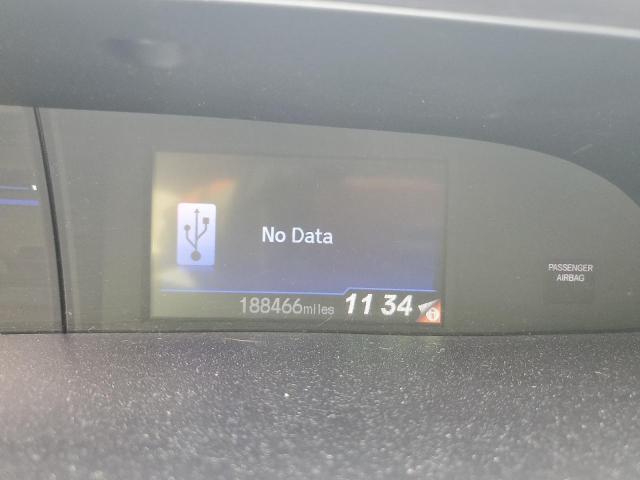 No Data
PASSENGER
AIRBAG
188466miles 11 34 i